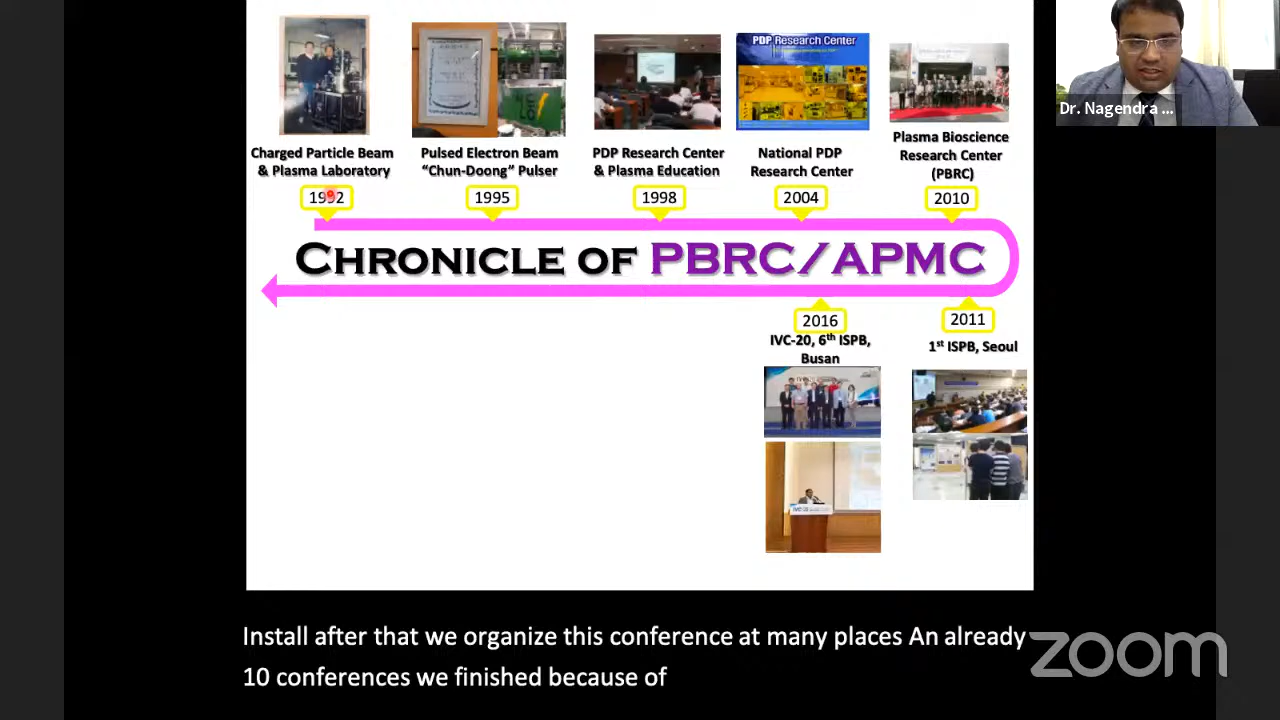 PDP Research Center
Dr. Nagendra ...
Charged Particle Beam
& Plasma Laboratory
1992
Pulsed Electron Beam
“Chun-Doong” Pulser
1995
PDP Research Center
& Plasma Education
1998
National PDP
Research Center
2004
Plasma Bioscience
Research Center
(PBRC)
2010
CHRONICLE OF PBRC/APMC
2016
IVC-20, 6th ISPB,
Busan
2011
1st ISPB, Seoul
Install after that we organize this conference at many places An already
10 conferences we finished because of
zoom